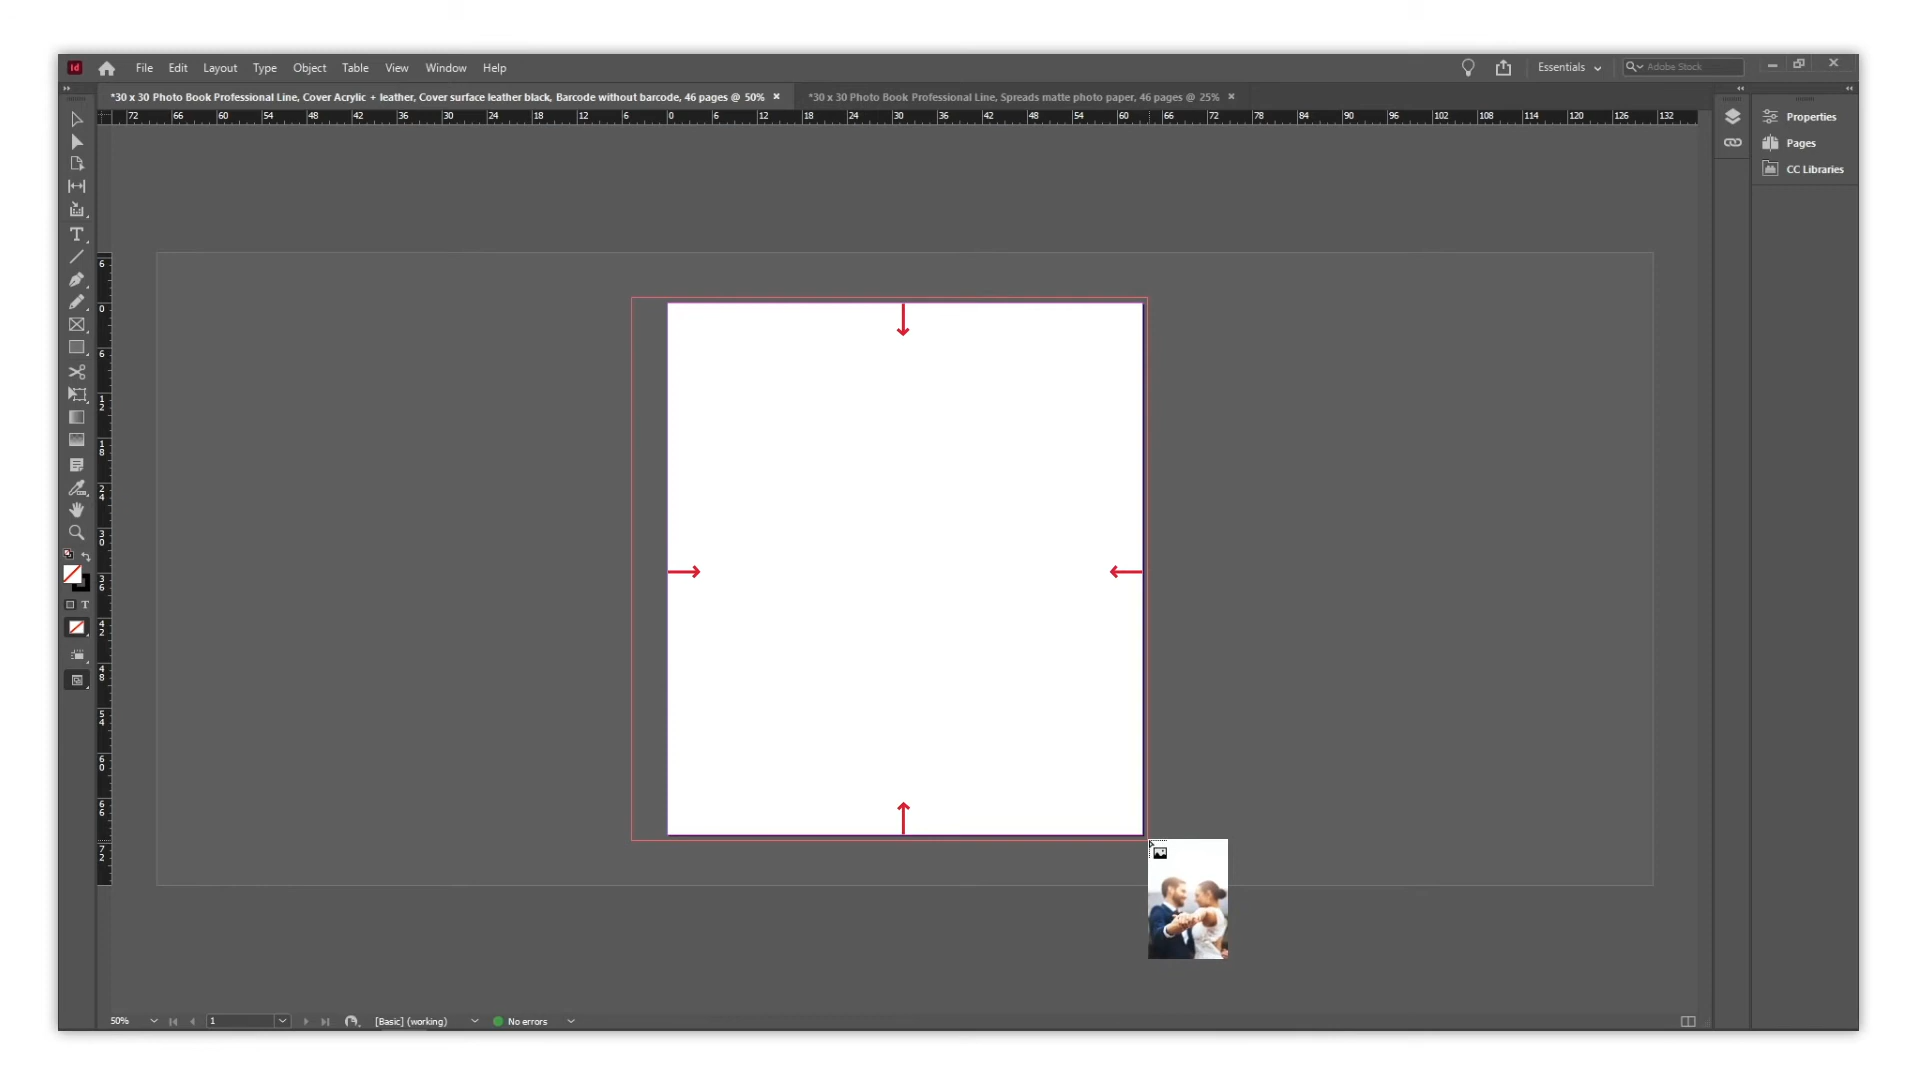 Id File Edit Layout Type Object Table View Window Help Essentials Adobe Stock
*30 x 30 Photo Book Professional Line, Cover Acrylic + leather, Cover surface leather black, Barcode without barcode, 46 pages @ 50% × *30 x 30 Photo Book Professional Line, Spreads matte photo paper, 46 pages @ 25% ×
72 66 60 54 48 42 36 30 24 18 12 6 0 6 12 18 24 30 36 42 48 54 60 66 72 78 84 90 96 102 108 114 120 126 132
Properties
Pages
CC Libraries
6
0
6
12
18
24
30
36
42
48
54
60
66
72
T
T
50% 1 [Basic] (working) No errors